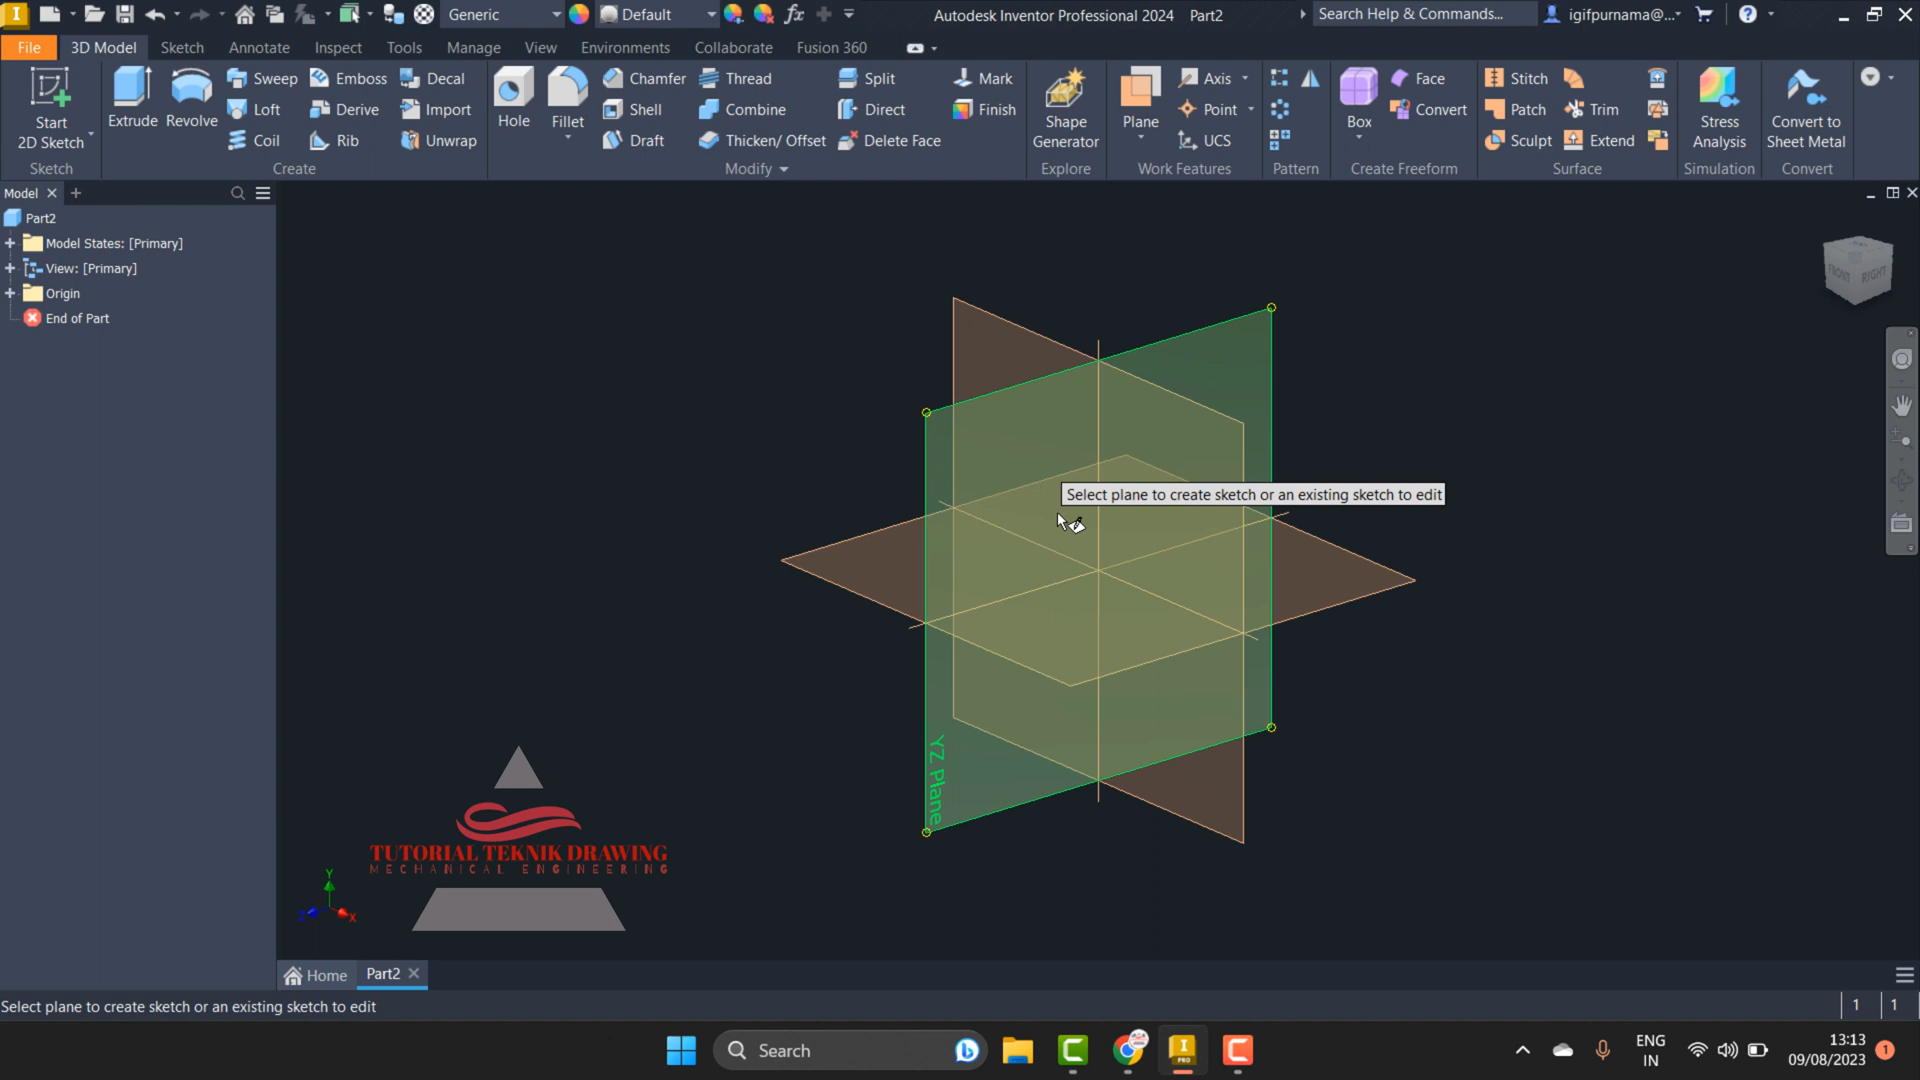 Generic
Default
fx
Autodesk Inventor Professional 2024 Part2
Search Help & Commands...
igifpurnama@...
File
3D Model
Sketch
Annotate
Inspect
Tools
Manage
View
Environments
Collaborate
Fusion 360
Start
2D Sketch
Extrude
Revolve
Sweep
Loft
Coil
Emboss
Derive
Rib
Decal
Import
Unwrap
Hole
Fillet
Chamfer
Shell
Draft
Thread
Combine
Thicken/ Offset
Split
Direct
Delete Face
Mark
Finish
Shape
Generator
Plane
Axis
Point
UCS
Box
Face
Convert
Stitch
Patch
Sculpt
Trim
Extend
Stress
Analysis
Convert to
Sheet Metal
Sketch
Create
Modify
Explore
Work Features
Pattern
Create Freeform
Surface
Simulation
Convert
Model
Part2
Model States: [Primary]
View: [Primary]
Origin
End of Part
FRONT
RIGHT
Select plane to create sketch or an existing sketch to edit
YZ Plane
TUTORIAL TEKNIK DRAWING
MECHANICAL ENGINEERING
Y
Z
X
Home
Part2
Select plane to create sketch or an existing sketch to edit
1
1
Search
I
PRO
ENG
IN
13:13
09/08/2023
1